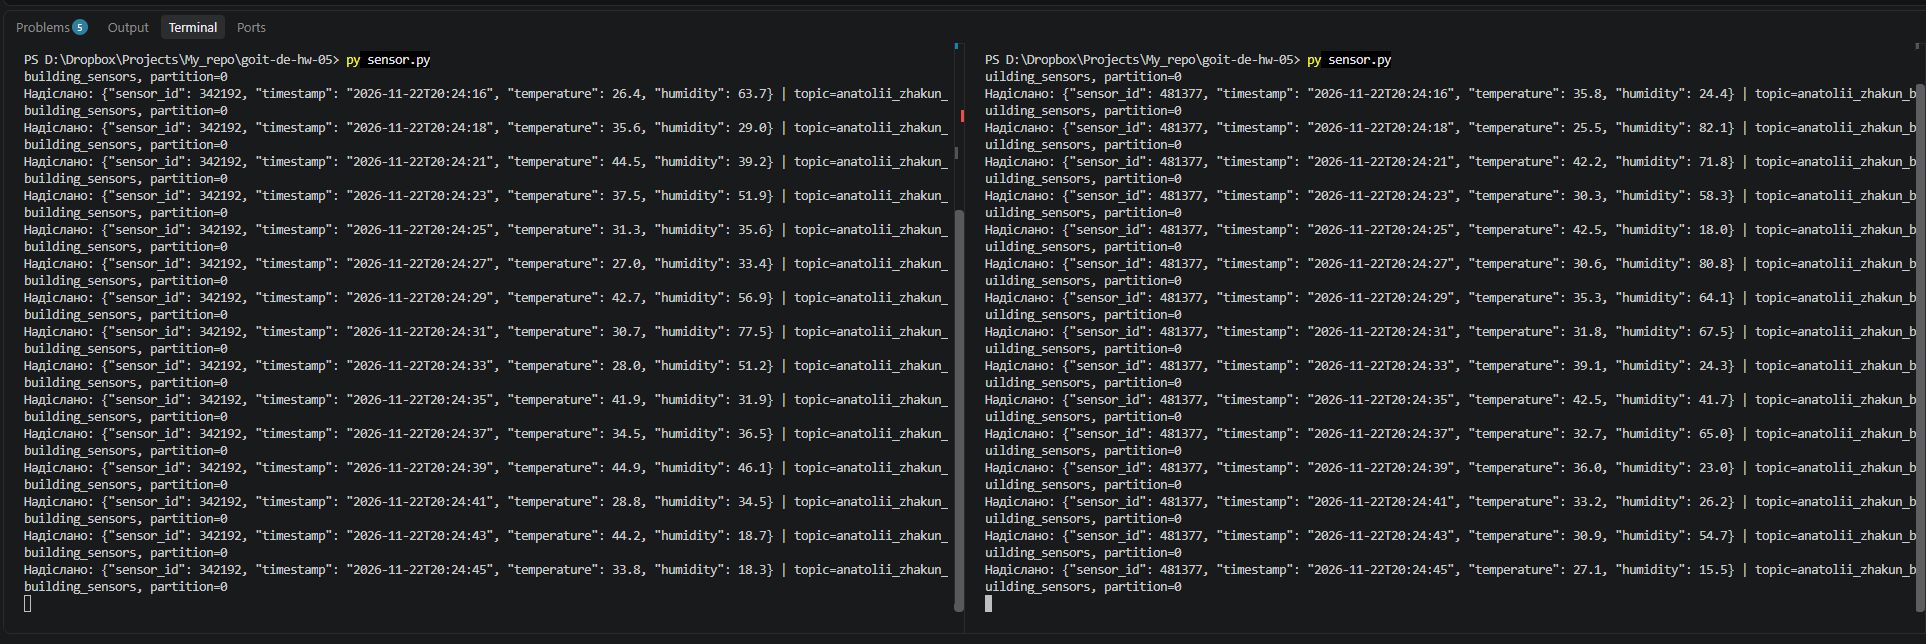 Problems 5 Output Terminal Ports
PS D:\Dropbox\Projects\My_repo\goit-de-hw-05> py sensor.py
building_sensors, partition=0
Надіслано: {"sensor_id": 342192, "timestamp": "2026-11-22T20:24:16", "temperature": 26.4, "humidity": 63.7} | topic=anatolii_zhakun_
building_sensors, partition=0
Надіслано: {"sensor_id": 342192, "timestamp": "2026-11-22T20:24:18", "temperature": 35.6, "humidity": 29.0} | topic=anatolii_zhakun_
building_sensors, partition=0
Надіслано: {"sensor_id": 342192, "timestamp": "2026-11-22T20:24:21", "temperature": 44.5, "humidity": 39.2} | topic=anatolii_zhakun_
building_sensors, partition=0
Надіслано: {"sensor_id": 342192, "timestamp": "2026-11-22T20:24:23", "temperature": 37.5, "humidity": 51.9} | topic=anatolii_zhakun_
building_sensors, partition=0
Надіслано: {"sensor_id": 342192, "timestamp": "2026-11-22T20:24:25", "temperature": 31.3, "humidity": 35.6} | topic=anatolii_zhakun_
building_sensors, partition=0
Надіслано: {"sensor_id": 342192, "timestamp": "2026-11-22T20:24:27", "temperature": 27.0, "humidity": 33.4} | topic=anatolii_zhakun_
building_sensors, partition=0
Надіслано: {"sensor_id": 342192, "timestamp": "2026-11-22T20:24:29", "temperature": 42.7, "humidity": 56.9} | topic=anatolii_zhakun_
building_sensors, partition=0
Надіслано: {"sensor_id": 342192, "timestamp": "2026-11-22T20:24:31", "temperature": 30.7, "humidity": 77.5} | topic=anatolii_zhakun_
building_sensors, partition=0
Надіслано: {"sensor_id": 342192, "timestamp": "2026-11-22T20:24:33", "temperature": 28.0, "humidity": 51.2} | topic=anatolii_zhakun_
building_sensors, partition=0
Надіслано: {"sensor_id": 342192, "timestamp": "2026-11-22T20:24:35", "temperature": 41.9, "humidity": 31.9} | topic=anatolii_zhakun_
building_sensors, partition=0
Надіслано: {"sensor_id": 342192, "timestamp": "2026-11-22T20:24:37", "temperature": 34.5, "humidity": 36.5} | topic=anatolii_zhakun_
building_sensors, partition=0
Надіслано: {"sensor_id": 342192, "timestamp": "2026-11-22T20:24:39", "temperature": 44.9, "humidity": 46.1} | topic=anatolii_zhakun_
building_sensors, partition=0
Надіслано: {"sensor_id": 342192, "timestamp": "2026-11-22T20:24:41", "temperature": 28.8, "humidity": 34.5} | topic=anatolii_zhakun_
building_sensors, partition=0
Надіслано: {"sensor_id": 342192, "timestamp": "2026-11-22T20:24:43", "temperature": 44.2, "humidity": 18.7} | topic=anatolii_zhakun_
building_sensors, partition=0
Надіслано: {"sensor_id": 342192, "timestamp": "2026-11-22T20:24:45", "temperature": 33.8, "humidity": 18.3} | topic=anatolii_zhakun_
building_sensors, partition=0
PS D:\Dropbox\Projects\My_repo\goit-de-hw-05> py sensor.py
uilding_sensors, partition=0
Надіслано: {"sensor_id": 481377, "timestamp": "2026-11-22T20:24:16", "temperature": 35.8, "humidity": 24.4} | topic=anatolii_zhakun_b
uilding_sensors, partition=0
Надіслано: {"sensor_id": 481377, "timestamp": "2026-11-22T20:24:18", "temperature": 25.5, "humidity": 82.1} | topic=anatolii_zhakun_b
uilding_sensors, partition=0
Надіслано: {"sensor_id": 481377, "timestamp": "2026-11-22T20:24:21", "temperature": 42.2, "humidity": 71.8} | topic=anatolii_zhakun_b
uilding_sensors, partition=0
Надіслано: {"sensor_id": 481377, "timestamp": "2026-11-22T20:24:23", "temperature": 30.3, "humidity": 58.3} | topic=anatolii_zhakun_b
uilding_sensors, partition=0
Надіслано: {"sensor_id": 481377, "timestamp": "2026-11-22T20:24:25", "temperature": 42.5, "humidity": 18.0} | topic=anatolii_zhakun_b
uilding_sensors, partition=0
Надіслано: {"sensor_id": 481377, "timestamp": "2026-11-22T20:24:27", "temperature": 30.6, "humidity": 80.8} | topic=anatolii_zhakun_b
uilding_sensors, partition=0
Надіслано: {"sensor_id": 481377, "timestamp": "2026-11-22T20:24:29", "temperature": 35.3, "humidity": 64.1} | topic=anatolii_zhakun_b
uilding_sensors, partition=0
Надіслано: {"sensor_id": 481377, "timestamp": "2026-11-22T20:24:31", "temperature": 31.8, "humidity": 67.5} | topic=anatolii_zhakun_b
uilding_sensors, partition=0
Надіслано: {"sensor_id": 481377, "timestamp": "2026-11-22T20:24:33", "temperature": 39.1, "humidity": 24.3} | topic=anatolii_zhakun_b
uilding_sensors, partition=0
Надіслано: {"sensor_id": 481377, "timestamp": "2026-11-22T20:24:35", "temperature": 42.5, "humidity": 41.7} | topic=anatolii_zhakun_b
uilding_sensors, partition=0
Надіслано: {"sensor_id": 481377, "timestamp": "2026-11-22T20:24:37", "temperature": 32.7, "humidity": 65.0} | topic=anatolii_zhakun_b
uilding_sensors, partition=0
Надіслано: {"sensor_id": 481377, "timestamp": "2026-11-22T20:24:39", "temperature": 36.0, "humidity": 23.0} | topic=anatolii_zhakun_b
uilding_sensors, partition=0
Надіслано: {"sensor_id": 481377, "timestamp": "2026-11-22T20:24:41", "temperature": 33.2, "humidity": 26.2} | topic=anatolii_zhakun_b
uilding_sensors, partition=0
Надіслано: {"sensor_id": 481377, "timestamp": "2026-11-22T20:24:43", "temperature": 30.9, "humidity": 54.7} | topic=anatolii_zhakun_b
uilding_sensors, partition=0
Надіслано: {"sensor_id": 481377, "timestamp": "2026-11-22T20:24:45", "temperature": 27.1, "humidity": 15.5} | topic=anatolii_zhakun_b
uilding_sensors, partition=0